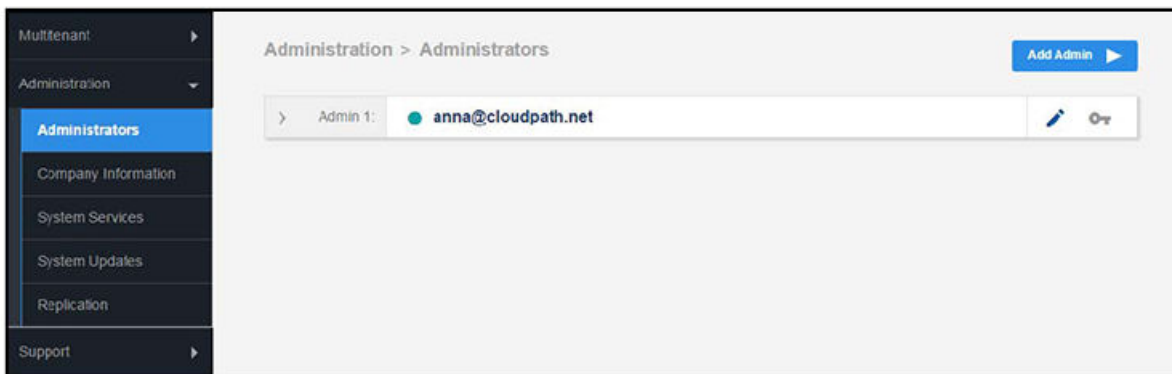 Multitenant
Administration
Administrators
Company Information
System Services
System Updates
Replication
Support
Administration > Administrators
Add Admin
Admin 1:
anna@cloudpath.net